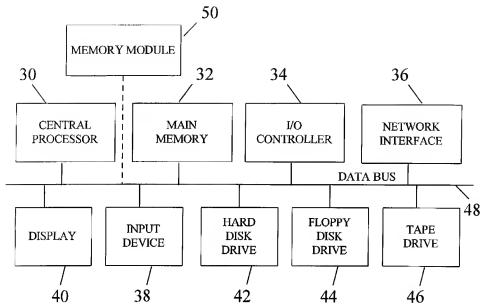 50
MEMORY MODULE
30
32
34
36
CENTRAL
PROCESSOR
MAIN
MEMORY
I/O
CONTROLLER
NETWORK
INTERFACE
DATA BUS
48
DISPLAY
INPUT
DEVICE
HARD
DISK
DRIVE
FLOPPY
DISK
DRIVE
TAPE
DRIVE
40
38
42
44
46